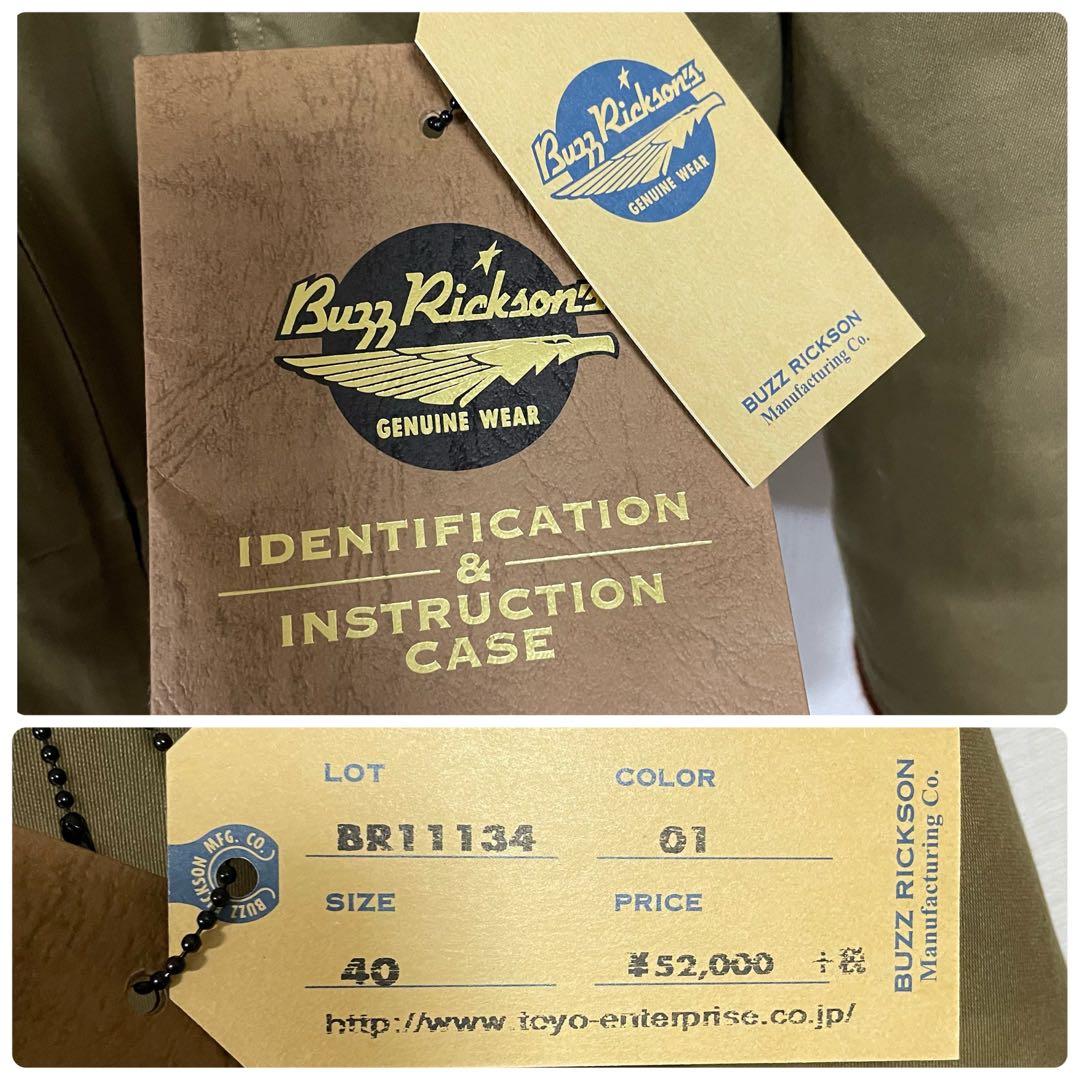 Buzz Rickson's
GENUINE WEAR
BUZZ RICKSON
Manufacturing Co.
Buzz Rickson's
GENUINE WEAR
IDENTIFICATION
&
INSTRUCTION
CASE
LOT
BR11134
COLOR
01
SIZE
40
PRICE
¥52,000 +税
http://www.toyo-enterprise.co.jp/
BUZZ RICKSON
Manufacturing Co.
CKSON MFG. CO.
BUZZ